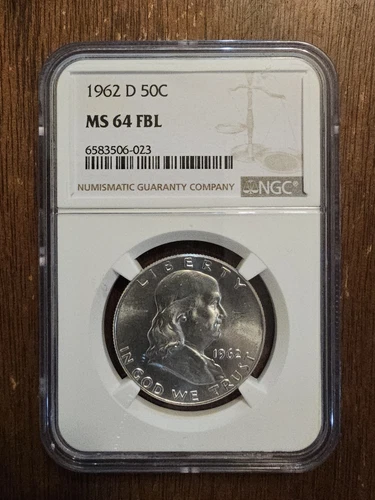 1962 D 50C
MS 64 FBL
6583506-023
NUMISMATIC GUARANTY COMPANY
NGC®
LIBERTY
1962
IN GOD WE TRUST